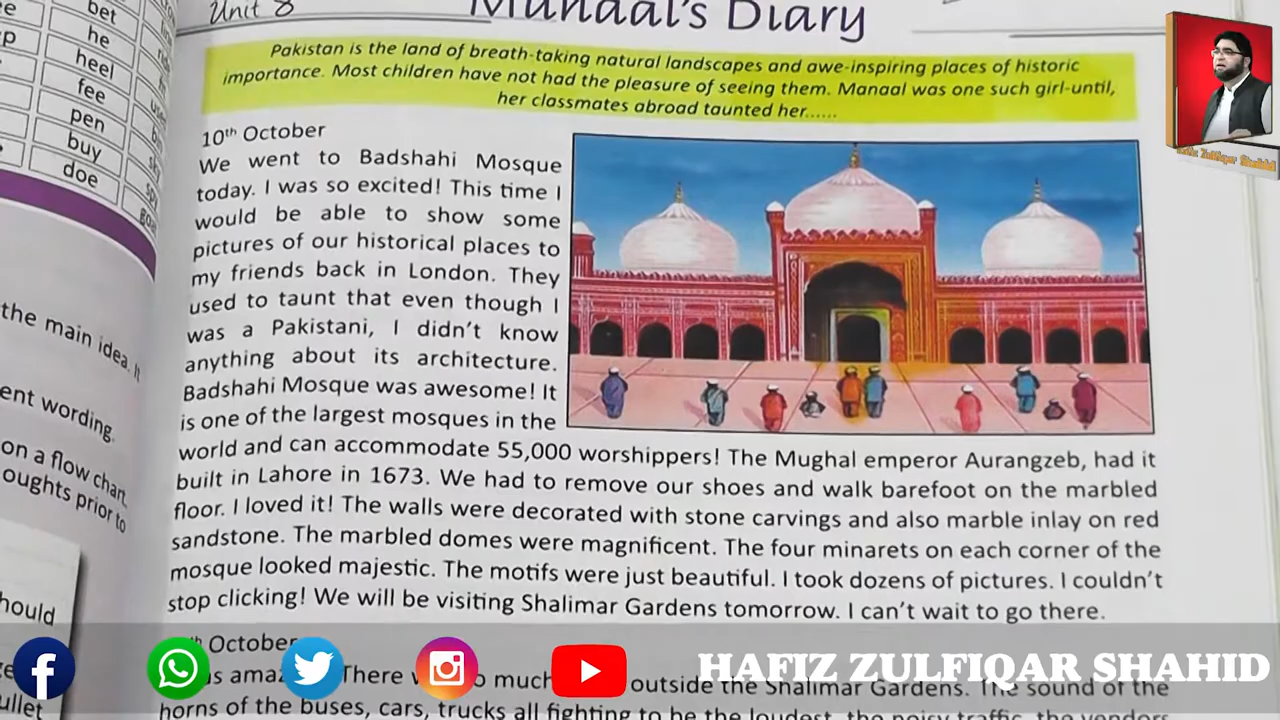 bet
he
heel
fee
pen
buy
doe
the main idea. It
ent wording.
on a flow chart
oughts prior to
hould
Unit 8
Manaal's Diary
Pakistan is the land of breath-taking natural landscapes and awe-inspiring places of historic
importance. Most children have not had the pleasure of seeing them. Manaal was one such girl-until,
her classmates abroad taunted her......
10th October
We went to Badshahi Mosque
today. I was so excited! This time I
would be able to show some
pictures of our historical places to
my friends back in London. They
used to taunt that even though I
was a Pakistani, I didn't know
anything about its architecture.
Badshahi Mosque was awesome! It
is one of the largest mosques in the
world and can accommodate 55,000 worshippers! The Mughal emperor Aurangzeb, had it
built in Lahore in 1673. We had to remove our shoes and walk barefoot on the marbled
floor. I loved it! The walls were decorated with stone carvings and also marble inlay on red
sandstone. The marbled domes were magnificent. The four minarets on each corner of the
mosque looked majestic. The motifs were just beautiful. I took dozens of pictures. I couldn't
stop clicking! We will be visiting Shalimar Gardens tomorrow. I can't wait to go there.
October
There much outside the Shalimar Gardens. The sound of the
horns of the buses, cars, trucks all fighting to be the loudest, the noisy traffic, the vendors
Hafiz Zulfiqar Shahid
HAFIZ ZULFIQAR SHAHID